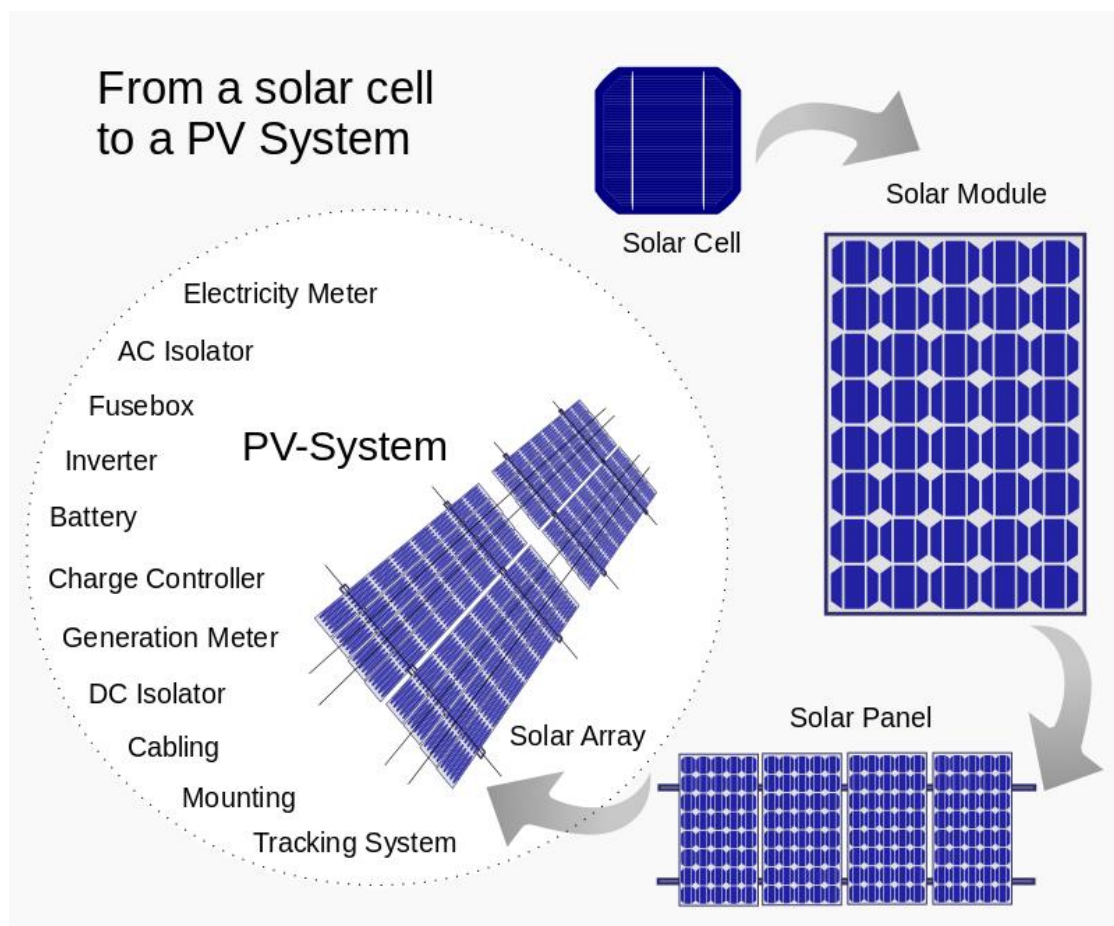 From a solar cell
to a PV System
Solar Cell
Solar Module
Electricity Meter
AC Isolator
Fusebox
PV-System
Inverter
Battery
Charge Controller
Generation Meter
DC Isolator
Solar Panel
Solar Array
Cabling
Mounting
Tracking System